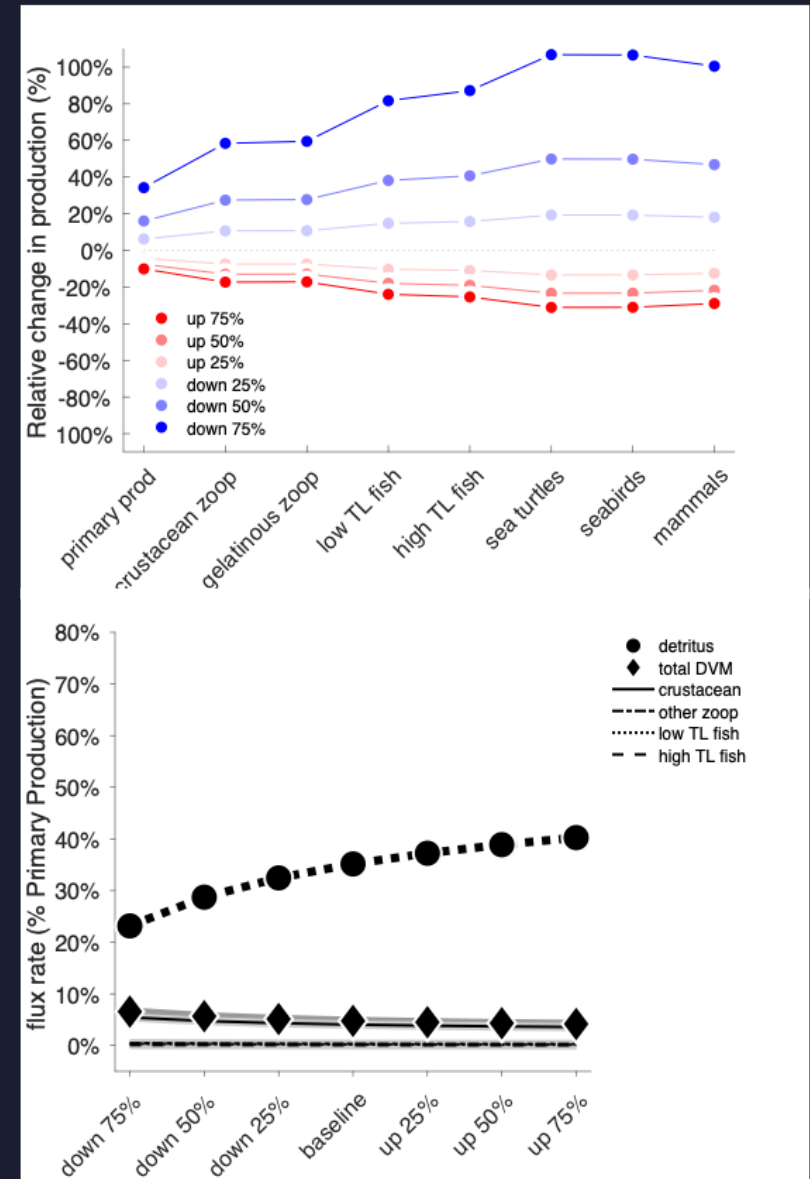 Relative change in production (%)
100%
80%
60%
40%
20%
0%
-20%
-40%
-60%
-80%
100%
up 75%
up 50%
up 25%
down 25%
down 50%
down 75%
primary prod
crustacean zoop
gelatinous zoop
low TL fish
high TL fish
sea turtles
seabirds
mammals
flux rate (% Primary Production)
80%
70%
60%
50%
40%
30%
20%
10%
0%
detritus
total DVM
crustacean
other zoop
low TL fish
high TL fish
down 75%
down 50%
down 25%
baseline
up 25%
up 50%
up 75%